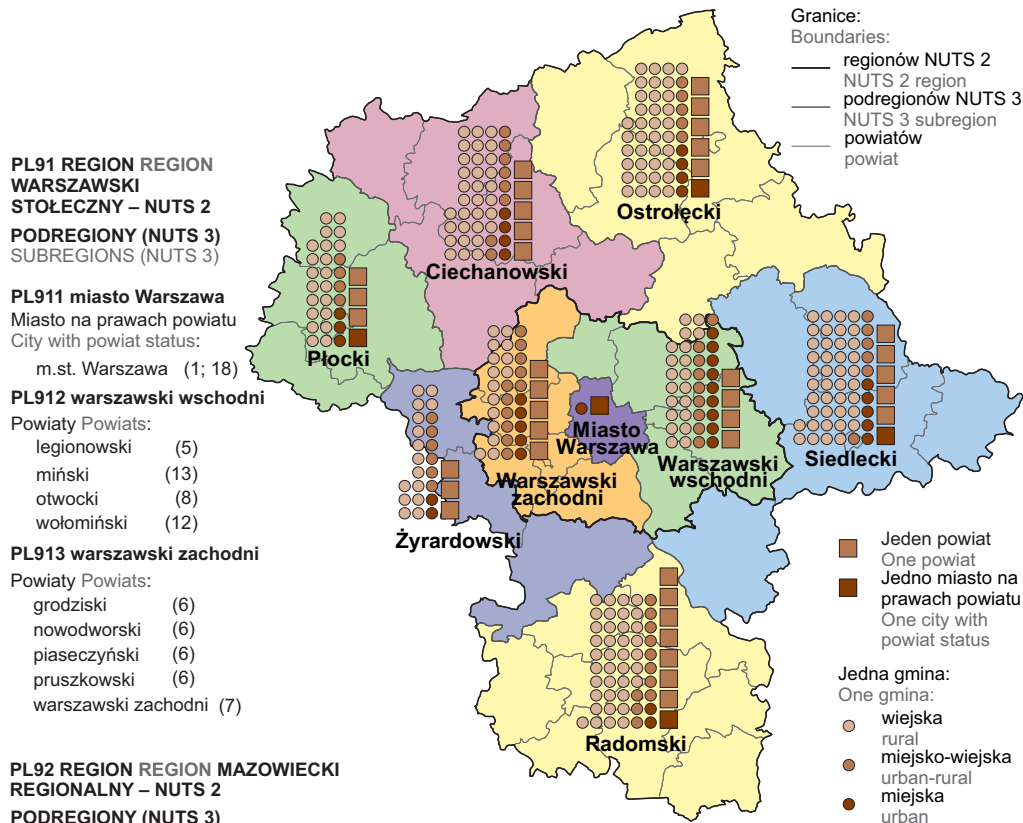 PL91 REGION REGION
WARSZAWSKI
STOŁECZNY – NUTS 2
PODREGIONY (NUTS 3)
SUBREGIONS (NUTS 3)
PL911 miasto Warszawa
Miasto na prawach powiatu
City with powiat status:
m.st. Warszawa (1; 18)
PL912 warszawski wschodni
Powiaty Powiats:
legionowski (5)
miński (13)
otwocki (8)
wołomiński (12)
PL913 warszawski zachodni
Powiaty Powiats:
grodziski (6)
nowodworski (6)
piaseczyński (6)
pruszkowski (6)
warszawski zachodni (7)
PL92 REGION REGION MAZOWIECKI
REGIONALNY – NUTS 2
PODREGIONY (NUTS 3)
Ostrołęcki
Ciechanowski
Płocki
Miasto
Warszawa
Warszawski
wschodni
Siedlecki
Warszawski
zachodni
Żyrardowski
Radomski
Granice:
Boundaries:
regionów NUTS 2
NUTS 2 region
podregionów NUTS 3
NUTS 3 subregion
powiatów
powiat
Jeden powiat
One powiat
Jedno miasto na
prawach powiatu
One city with
powiat status
Jedna gmina:
One gmina:
wiejska
rural
miejsko-wiejska
urban-rural
miejska
urban